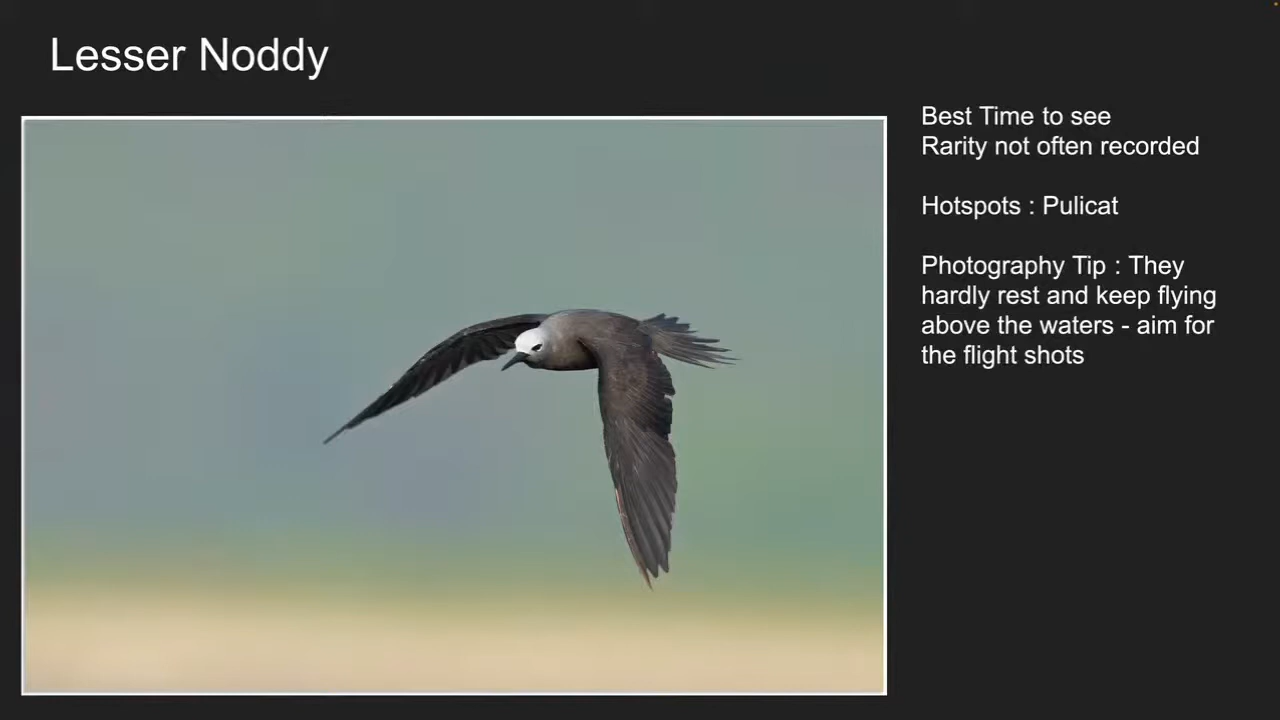 Lesser Noddy
Best Time to see
Rarity not often recorded
Hotspots : Pulicat
Photography Tip : They
hardly rest and keep flying
above the waters - aim for
the flight shots